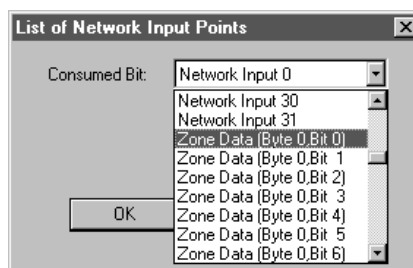 List of Network Input Points
Consumed Bit: Network Input 0
Network Input 30
Network Input 31
Zone Data (Byte 0,Bit 0)
Zone Data (Byte 0,Bit 1
Zone Data (Byte 0,Bit 2)
Zone Data (Byte 0,Bit 3
Zone Data (Byte 0,Bit 4)
Zone Data (Byte 0,Bit 5
Zone Data (Byte 0,Bit 6)
OK